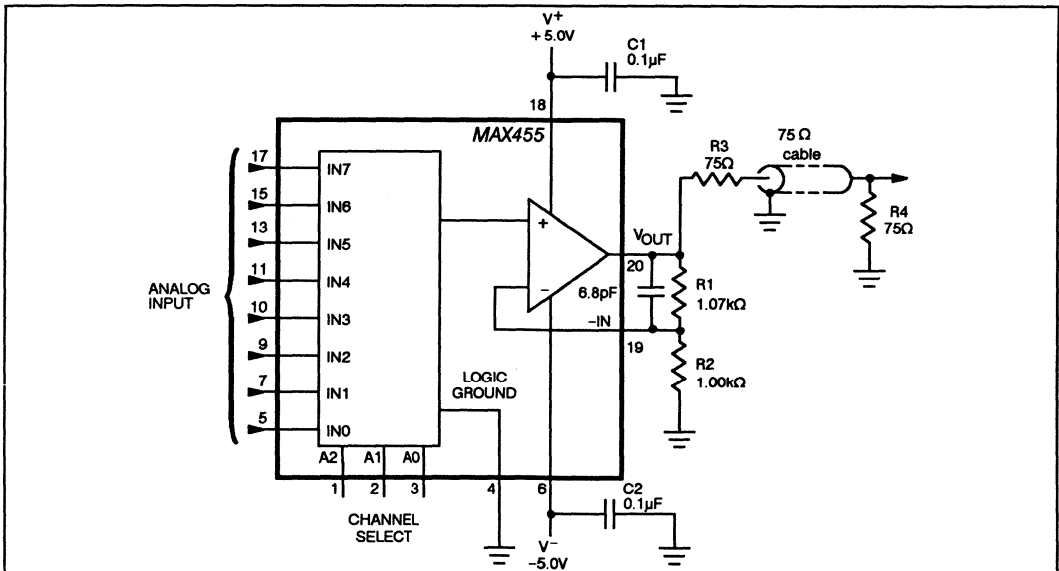 V+
+5.0V
C1
0.1µF
18
MAX455
75 Ω
cable
R3
75Ω
R4
75Ω
17
IN7
15
IN6
13
IN5
11
IN4
10
IN3
9
IN2
7
IN1
5
IN0
ANALOG
INPUT
+
−
VOUT
20
6.8pF
R1
1.07kΩ
−IN
19
R2
1.00kΩ
LOGIC
GROUND
A2
A1
A0
1
2
3
4
6
CHANNEL
SELECT
C2
0.1µF
V−
−5.0V